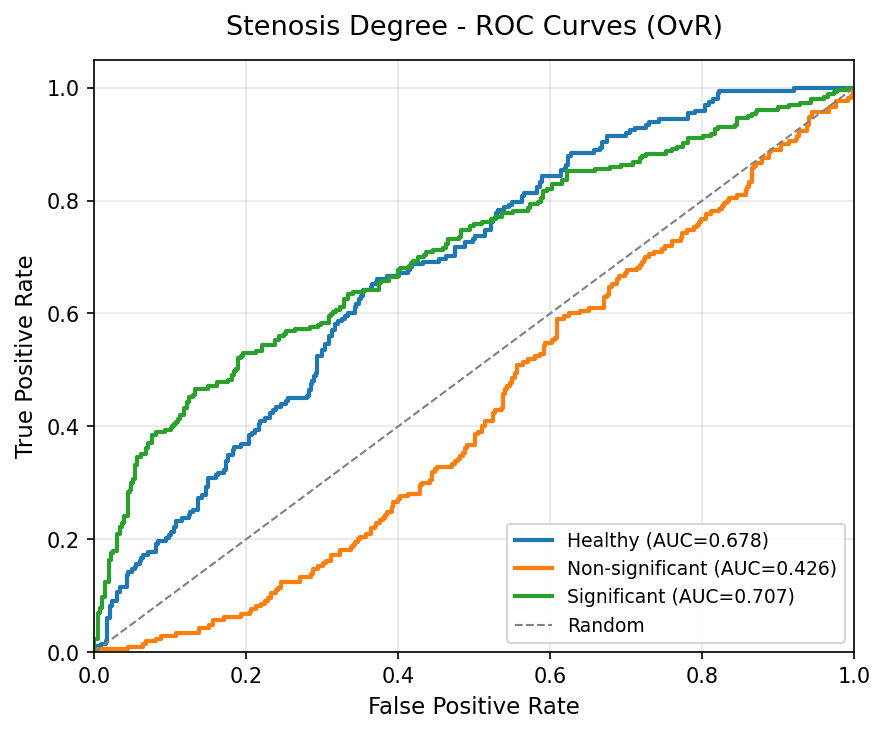 Stenosis Degree - ROC Curves (OvR)
True Positive Rate
1.0
0.8
0.6
0.4
0.2
0.0
0.0 0.2 0.4 0.6 0.8 1.0
False Positive Rate
Healthy (AUC=0.678)
Non-significant (AUC=0.426)
Significant (AUC=0.707)
Random